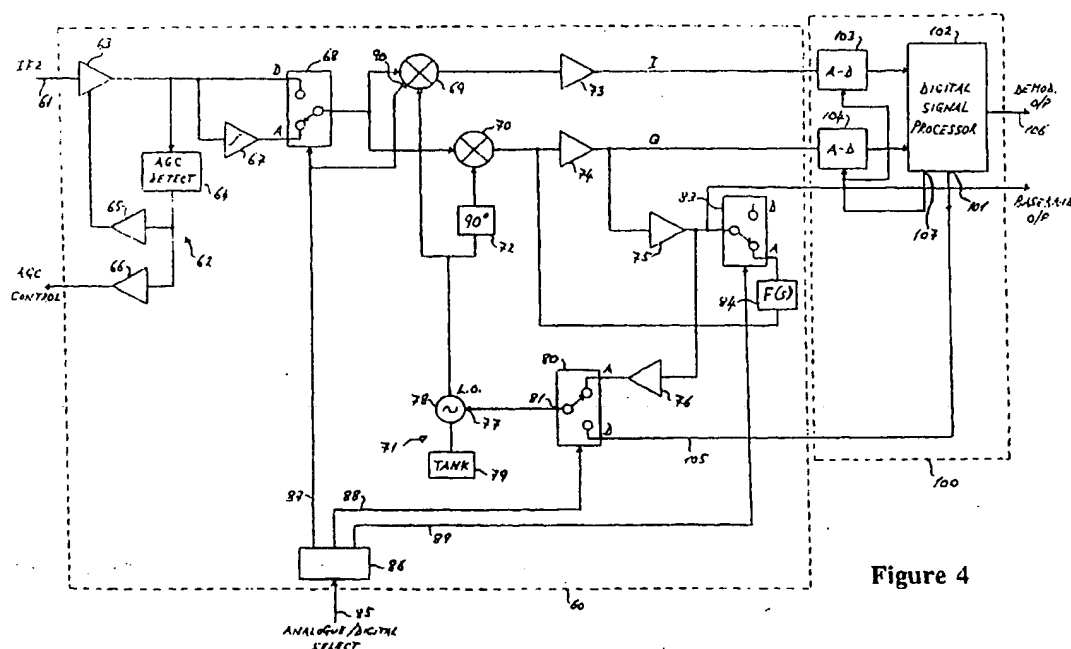 63
IF2
61
D
68
A
67
AGC
DETECT
64
65
62
66
AGC
CONTROL
90
69
70
90°
72
73
I
74
Q
75
83
D
A
F(s)
84
103
A-D
104
A-D
102
DIGITAL
SIGNAL
PROCESSOR
DEMOD.
O/P
106
BASEBAND
O/P
107
101
80
A
81
D
76
L.O.
78
77
71
TANK
79
105
100
87
88
89
86
85
ANALOGUE/DIGITAL
SELECT
60
Figure 4